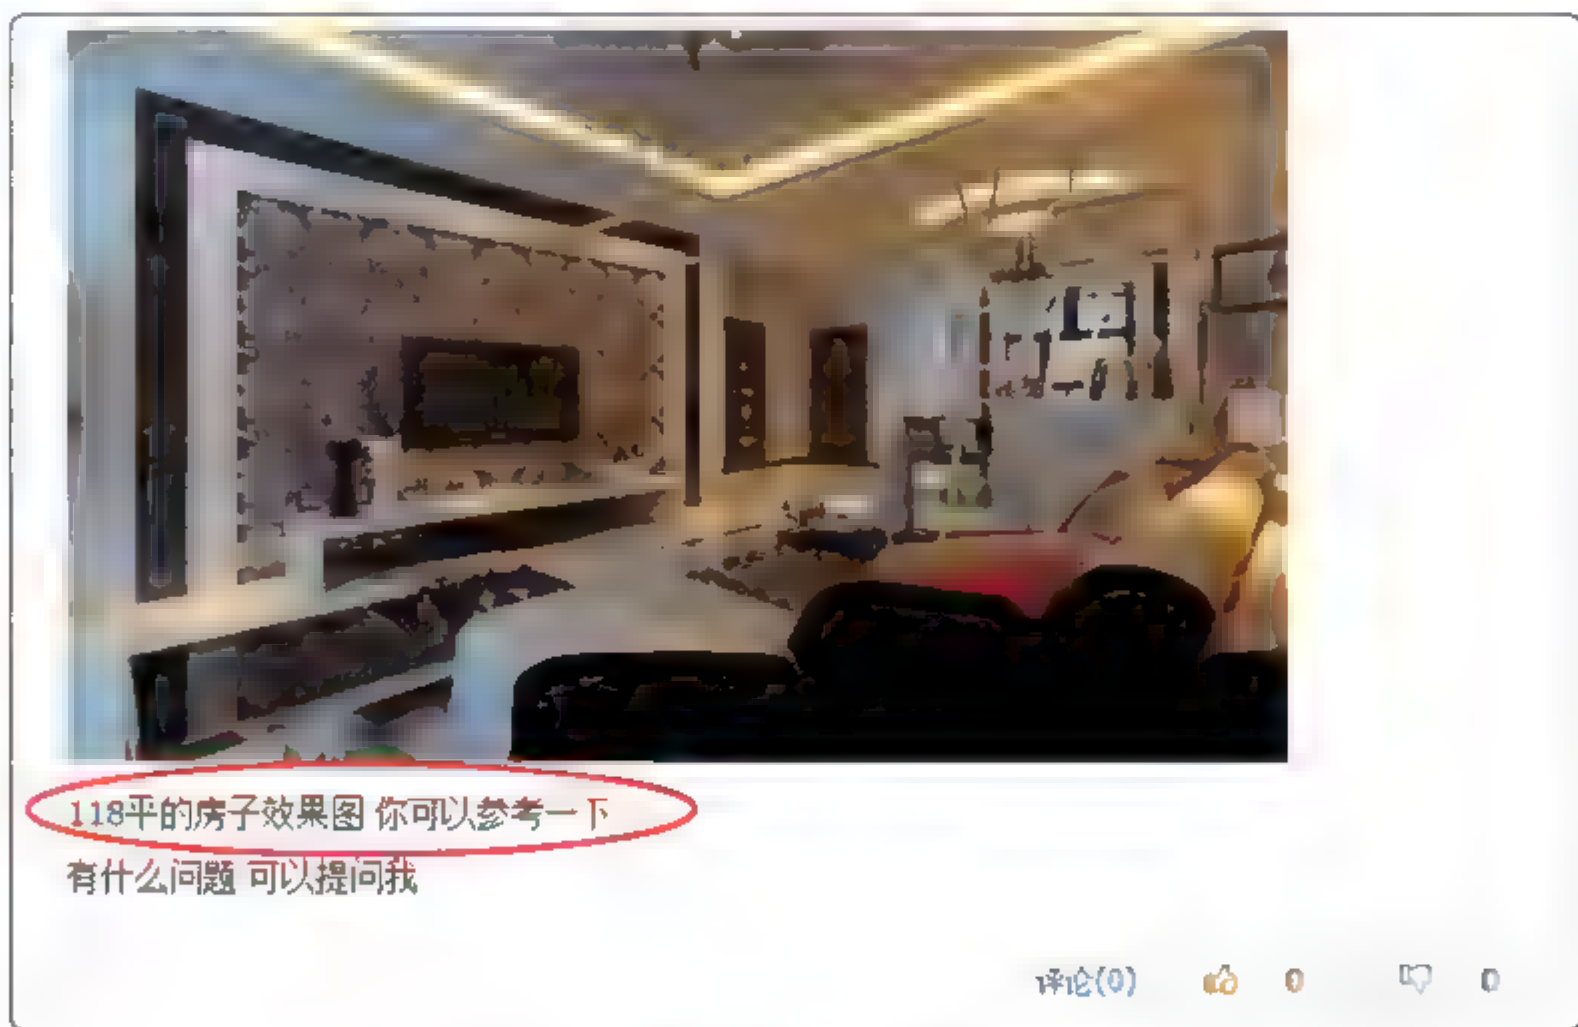 118平的房子效果图 你可以参考一下
有什么问题 可以提问我
评论(0) 0 0